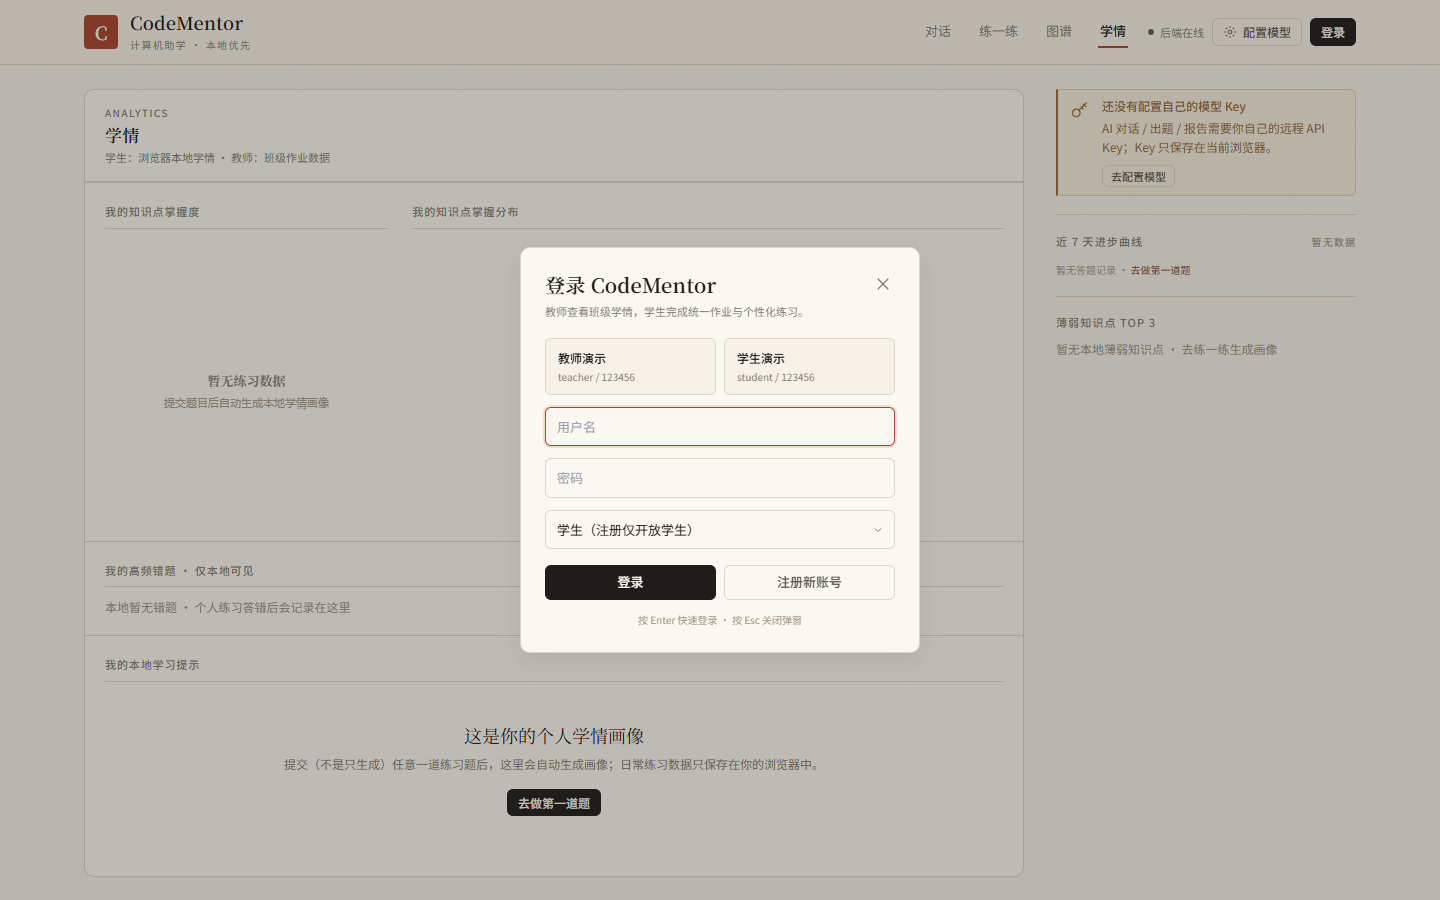 C
CodeMentor
计算机助学 · 本地优先
对话
练一练
图谱
学情
后端在线
配置模型
登录
ANALYTICS
学情
学生：浏览器本地学情 · 教师：班级作业数据
我的知识点掌握度
我的知识点掌握分布
暂无练习数据
提交题目后自动生成本地学情画像
我的高频错题 · 仅本地可见
本地暂无错题 · 个人练习答错后会记录在这里
我的本地学习提示
这是你的个人学情画像
提交（不是只生成）任意一道练习题后，这里会自动生成画像；日常练习数据只保存在你的浏览器中。
去做第一道题
还没有配置自己的模型 Key
AI 对话 / 出题 / 报告需要你自己的远程 API
Key；Key 只保存在当前浏览器。
去配置模型
近 7 天进步曲线
暂无数据
暂无答题记录 · 去做第一道题
薄弱知识点 TOP 3
暂无本地薄弱知识点 · 去练一练生成画像
登录 CodeMentor
教师查看班级学情，学生完成统一作业与个性化练习。
教师演示
teacher / 123456
学生演示
student / 123456
用户名
密码
学生（注册仅开放学生）
登录
注册新账号
按 Enter 快速登录 · 按 Esc 关闭弹窗